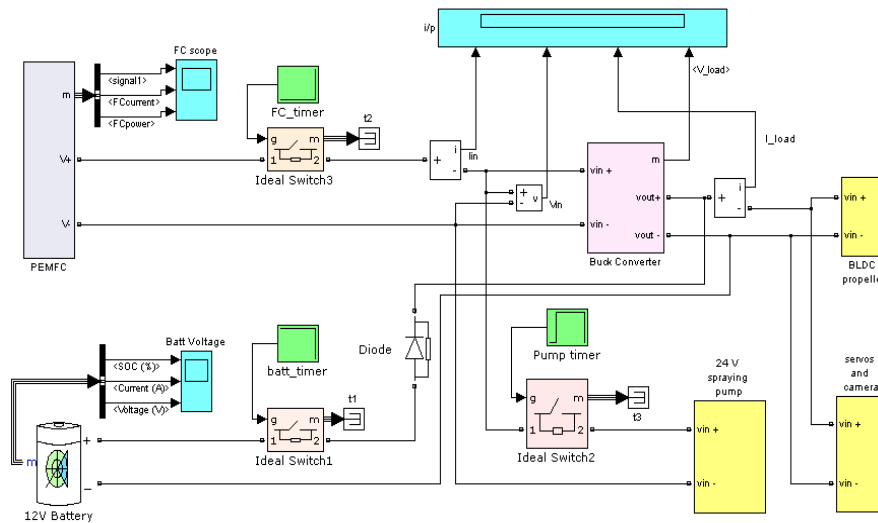 i/p
FC scope
<signal1>
<FCcurrent>
<FCpower>
m
V+
V-
PEMFC
FC_timer
g
m
1
2
Ideal Switch3
t2
+
-
i
Iin
+
-
v
Vin
<V_load>
I_load
vin +
vin -
m
vout+
vout -
Buck Converter
+
-
i
vin +
vin -
BLDC
propelle
Batt Voltage
<SOC (%)>
<Current (A)>
<Voltage (V)>
batt_timer
g
m
1
2
Ideal Switch1
t1
Diode
m
+
_
12V Battery
Pump timer
g
m
1
2
Ideal Switch2
t3
24 V
spraying
pump
vin +
vin -
servos
and
camera
vin +
vin -